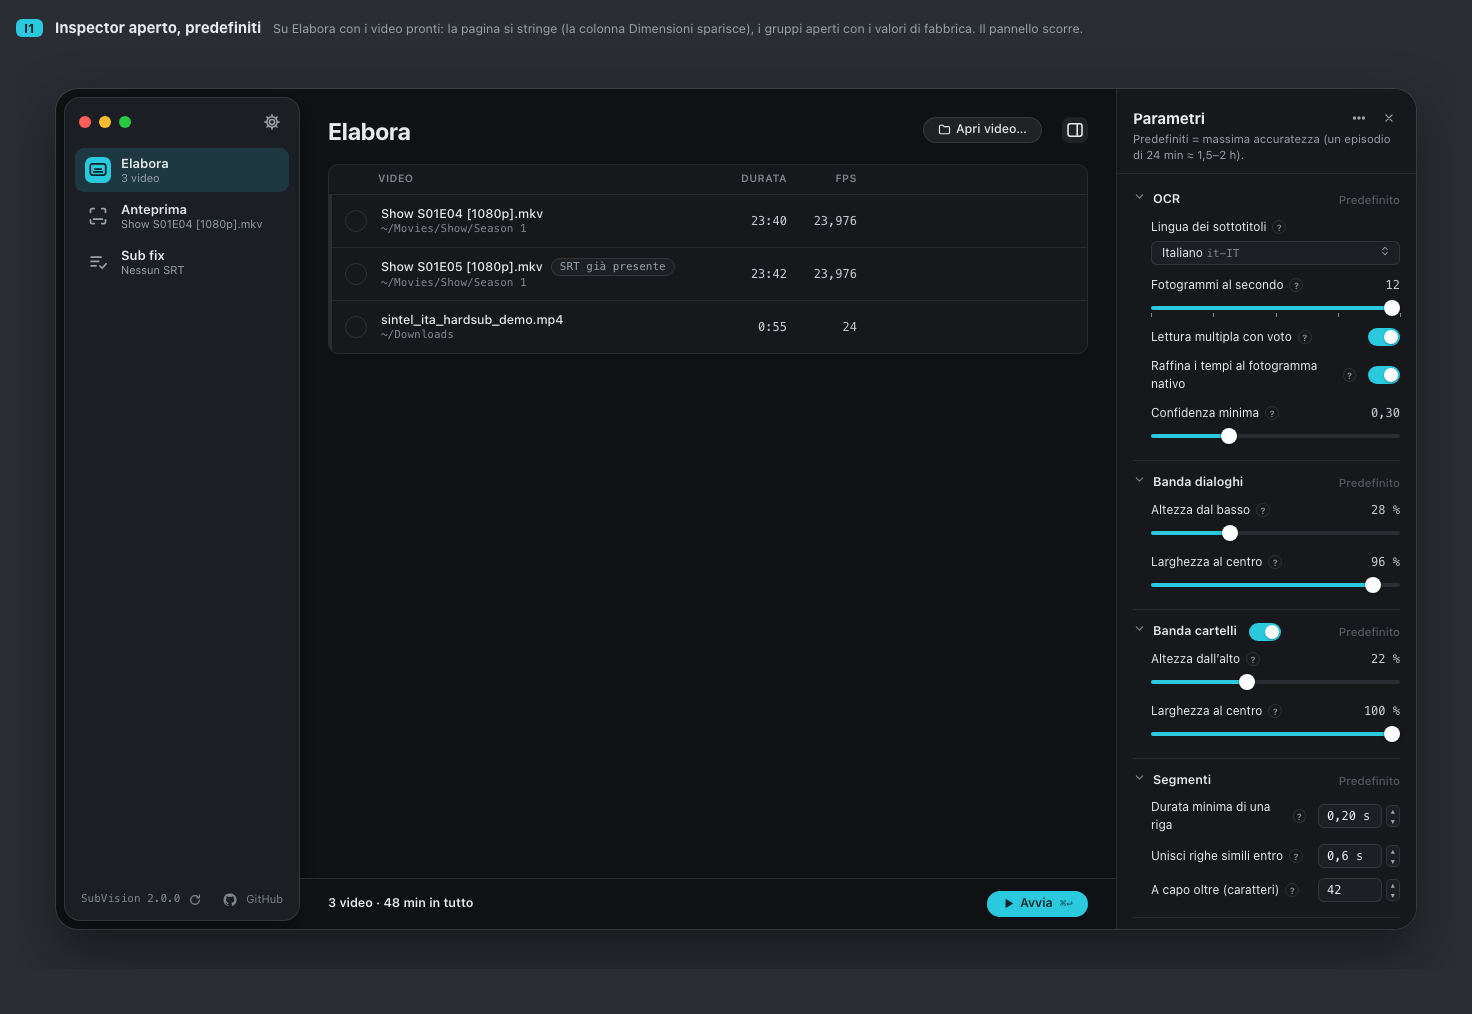 I1 Inspector aperto, predefiniti Su Elabora con i video pronti: la pagina si stringe (la colonna Dimensioni sparisce), i gruppi aperti con i valori di fabbrica. Il pannello scorre.
Elabora
3 video
Anteprima
Show S01E04 [1080p].mkv
Sub fix
Nessun SRT
SubVision 2.0.0 GitHub
Elabora
Apri video...
VIDEO DURATA FPS
Show S01E04 [1080p].mkv 23:40 23,976
~/Movies/Show/Season 1
Show S01E05 [1080p].mkv SRT già presente 23:42 23,976
~/Movies/Show/Season 1
sintel_ita_hardsub_demo.mp4 0:55 24
~/Downloads
3 video · 48 min in tutto
Avvia ⌘↩
Parametri
Predefiniti = massima accuratezza (un episodio
di 24 min ≈ 1,5–2 h).
OCR Predefinito
Lingua dei sottotitoli ?
Italiano it-IT
Fotogrammi al secondo ? 12
Lettura multipla con voto ?
Raffina i tempi al fotogramma
nativo ?
Confidenza minima ? 0,30
Banda dialoghi Predefinito
Altezza dal basso ? 28 %
Larghezza al centro ? 96 %
Banda cartelli Predefinito
Altezza dall'alto ? 22 %
Larghezza al centro ? 100 %
Segmenti Predefinito
Durata minima di una
riga ? 0,20 s
Unisci righe simili entro ? 0,6 s
A capo oltre (caratteri) ? 42